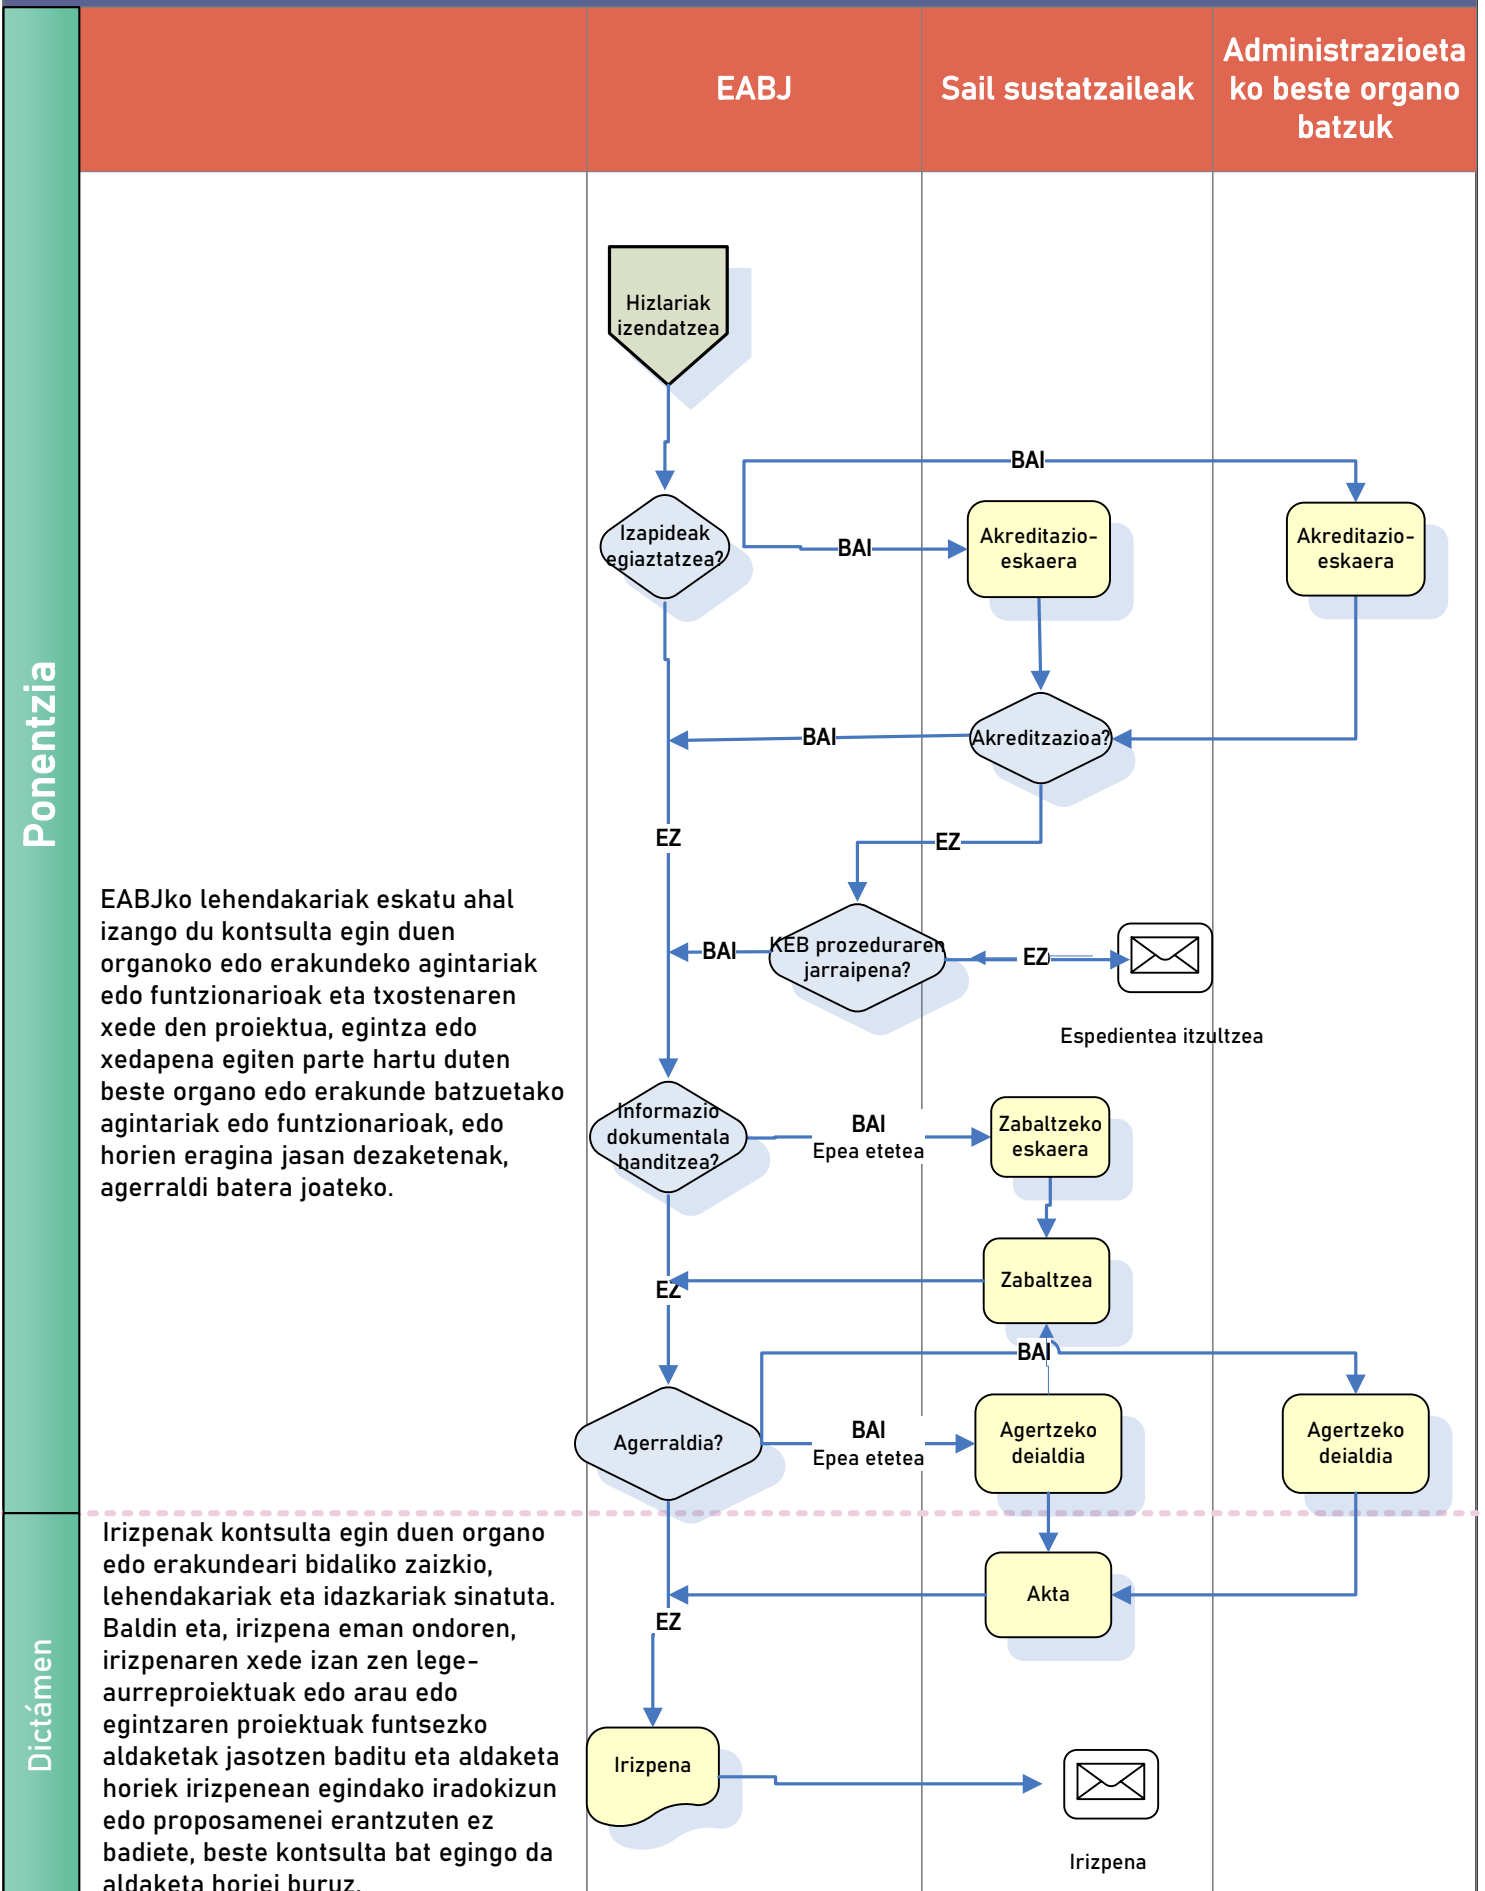 EABJ
Sail sustatzaileak
Administrazioeta
ko beste organo
batzuk
Ponentzia
Hizlariak
izendatzea
BAI
Izapideak
egiaztatzea?
BAI
Akreditazio-
eskaera
Akreditazio-
eskaera
BAI
Akreditzazioa?
EZ
EZ
EABJko lehendakariak eskatu ahal
izango du kontsulta egin duen
organoko edo erakundeko agintariak
edo funtzionarioak eta txostenaren
xede den proiektua, egintza edo
xedapena egiten parte hartu duten
beste organo edo erakunde batzuetako
agintariak edo funtzionarioak, edo
horien eragina jasan dezaketenak,
agerraldi batera joateko.
BAI
KEB prozeduraren
jarraipena?
EZ
Espedientea itzultzea
Informazio
dokumentala
handitzea?
BAI
Epea etetea
Zabaltzeko
eskaera
EZ
Zabaltzea
BAI
Agerraldia?
BAI
Epea etetea
Agertzeko
deialdia
Agertzeko
deialdia
Dictámen
Irizpenak kontsulta egin duen organo
edo erakundeari bidaliko zaizkio,
lehendakariak eta idazkariak sinatuta.
Baldin eta, irizpena eman ondoren,
irizpenaren xede izan zen lege-
aurreproiektuak edo arau edo
egintzaren proiektuak funtsezko
aldaketak jasotzen baditu eta aldaketa
horiek irizpenean egindako iradokizun
edo proposamenei erantzuten ez
badiete, beste kontsulta bat egingo da
aldaketa horiei buruz.
Akta
EZ
Irizpena
Irizpena